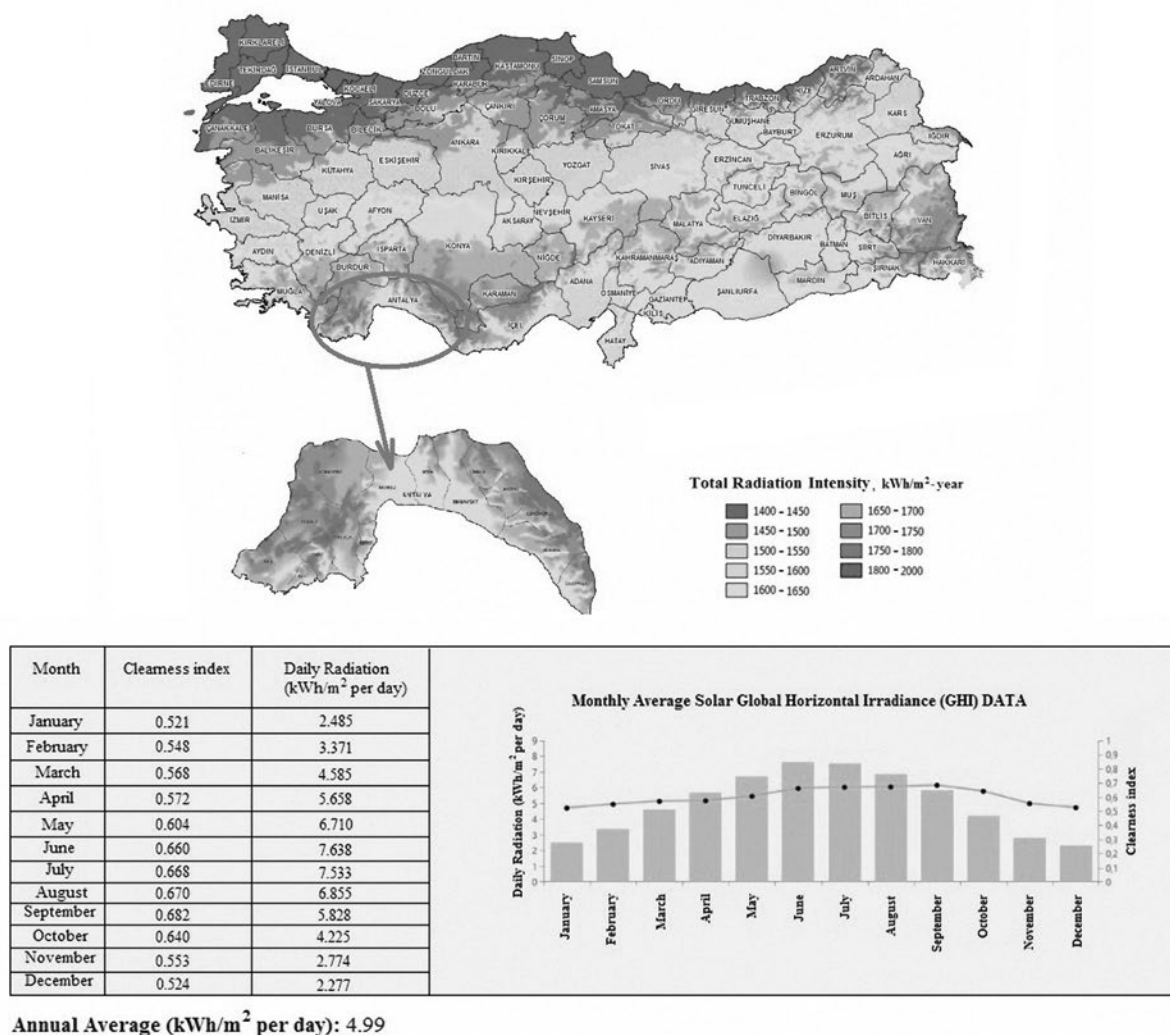 KIRKLARELİ
EDİRNE
TEKİRDAĞ
İSTANBUL
KOCAELİ
YALOVA
SAKARYA
DÜZCE
BOLU
ZONGULDAK
BARTIN
KARABÜK
KASTAMONU
SİNOP
SAMSUN
ÇANKIRI
ÇORUM
AMASYA
TOKAT
ORDU
TRABZON
GÜMÜŞHANE
BAYBURT
ARTVİN
ARDAHAN
KARS
IĞDIR
ERZURUM
AĞRI
ÇANAKKALE
BALIKESİR
BURSA
BİLECİK
ESKİŞEHİR
KÜTAHYA
ANKARA
KIRIKKALE
KIRŞEHİR
YOZGAT
SİVAS
ERZİNCAN
TUNCELİ
BİNGÖL
MUŞ
BİTLİS
VAN
MANİSA
İZMİR
UŞAK
AFYON
AYDIN
DENİZLİ
ISPARTA
BURDUR
MUĞLA
ANTALYA
KONYA
AKSARAY
NEVŞEHİR
NİĞDE
KAYSERİ
KARAMAN
İÇEL
ADANA
OSMANİYE
HATAY
KAHRAMANMARAŞ
MALATYA
ELAZIĞ
ADIYAMAN
GAZİANTEP
KİLİS
ŞANLIURFA
DİYARBAKIR
MARDİN
BATMAN
SİİRT
ŞIRNAK
HAKKARİ
Total Radiation Intensity, kWh/m²-year
1400 - 1450
1450 - 1500
1500 - 1550
1550 - 1600
1600 - 1650
1650 - 1700
1700 - 1750
1750 - 1800
1800 - 2000
Month Clearness index Daily Radiation
(kWh/m² per day)
January 0.521 2.485
February 0.548 3.371
March 0.568 4.585
April 0.572 5.658
May 0.604 6.710
June 0.660 7.638
July 0.668 7.533
August 0.670 6.855
September 0.682 5.828
October 0.640 4.225
November 0.553 2.774
December 0.524 2.277
Monthly Average Solar Global Horizontal Irradiance (GHI) DATA
Daily Radiation (kWh/m² per day)
9
8
7
6
5
4
3
2
1
0
1
0,9
0,8
0,7
0,6
0,5
0,4
0,3
0,2
0,1
0
Clearness index
January
February
March
April
May
June
July
August
September
October
November
December
Annual Average (kWh/m² per day): 4.99